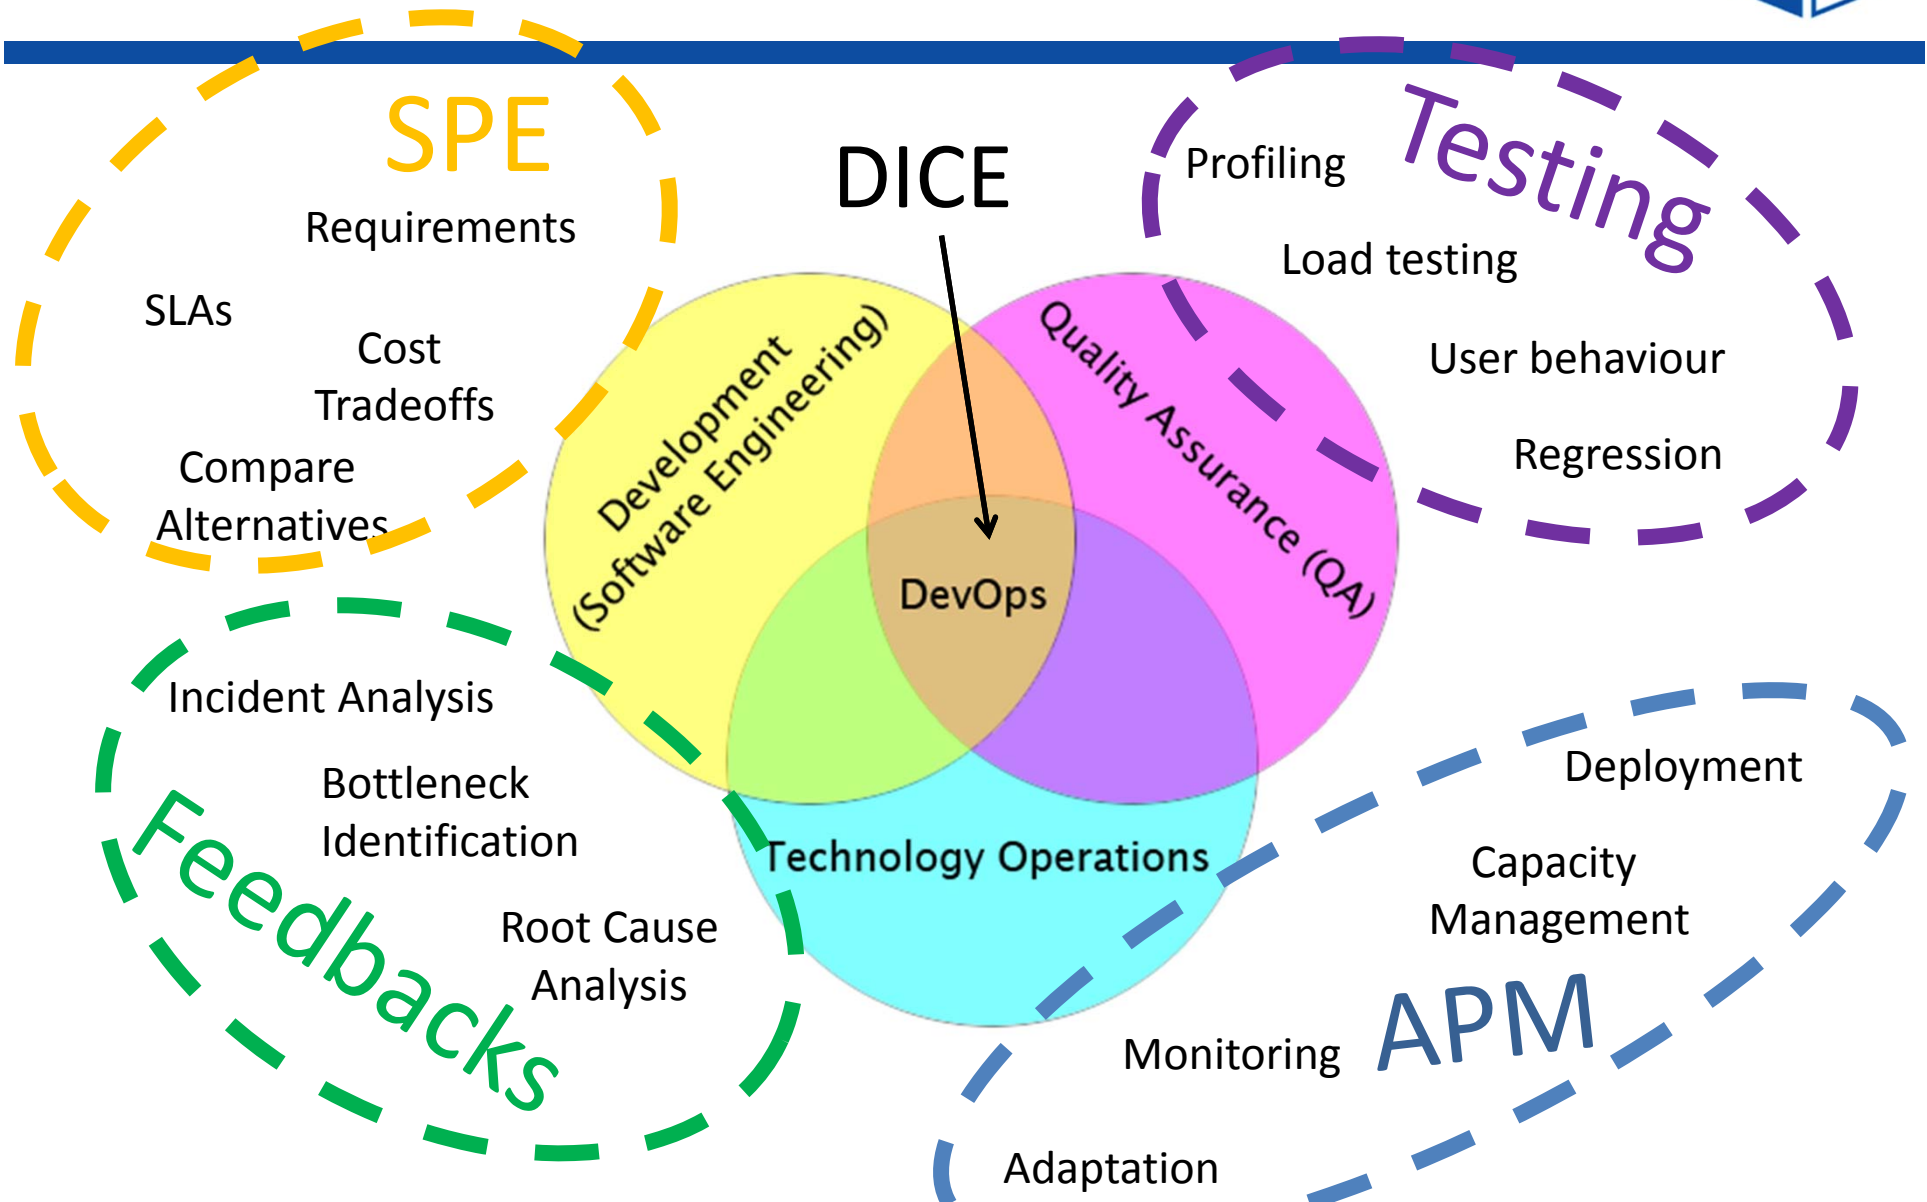 SPE
Requirements
SLAs
Cost
Tradeoffs
Compare
Alternatives
DICE
Testing
Profiling
Load testing
User behaviour
Regression
Development
(Software Engineering)
Quality Assurance (QA)
DevOps
Technology Operations
Incident Analysis
Bottleneck
Identification
Feedbacks
Root Cause
Analysis
Deployment
Capacity
Management
APM
Monitoring
Adaptation